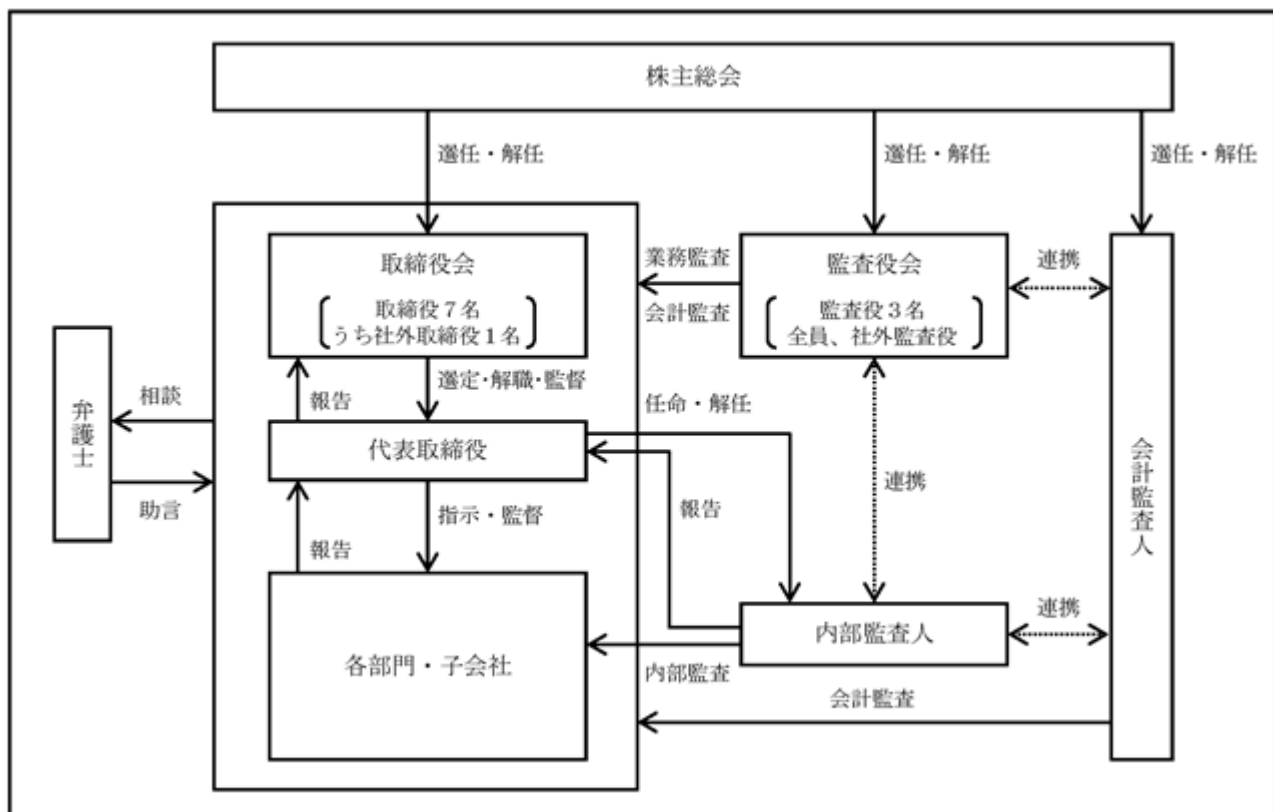 株主総会
選任・解任
選任・解任
選任・解任
取締役会
取締役7名
うち社外取締役1名
業務監査
会計監査
監査役会
監査役3名
全員、社外監査役
連携
選定・解職・監督
報告
相談
弁護士
助言
代表取締役
任命・解任
報告
連携
会計監査人
指示・監督
報告
各部門・子会社
内部監査人
連携
内部監査
会計監査